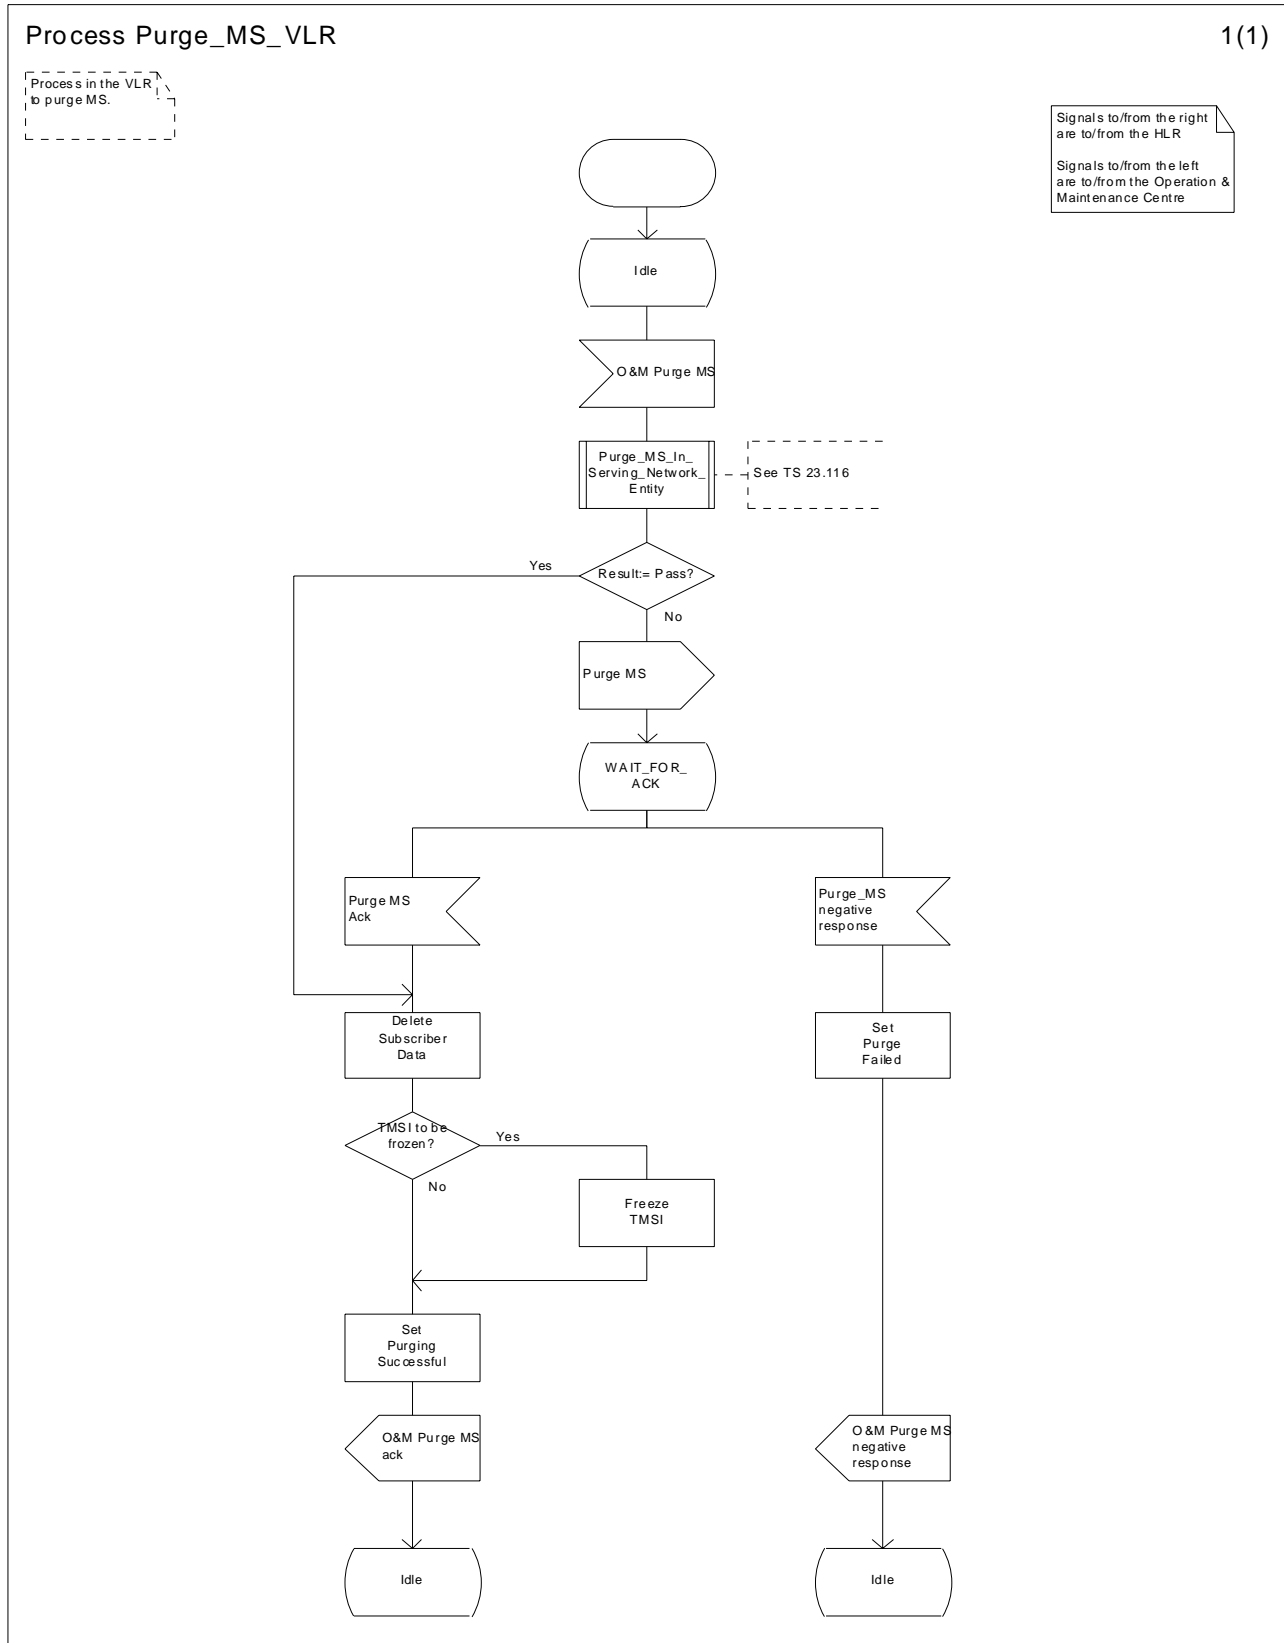 Process Purge_MS_VLR
1(1)
Process in the VLR
to purge MS.
Signals to/from the right
are to/from the HLR
Signals to/from the left
are to/from the Operation &
Maintenance Centre
Idle
O&M Purge MS
Purge_MS_In_
Serving_Network_
Entity
See TS 23.116
Yes
Result:= Pass?
No
Purge MS
WAIT_FOR_
ACK
Purge MS
Ack
Purge_MS
negative
response
Delete
Subscriber
Data
Set
Purge
Failed
TMSI to be
frozen?
Yes
No
Freeze
TMSI
Set
Purging
Successful
O&M Purge MS
ack
O&M Purge MS
negative
response
Idle
Idle